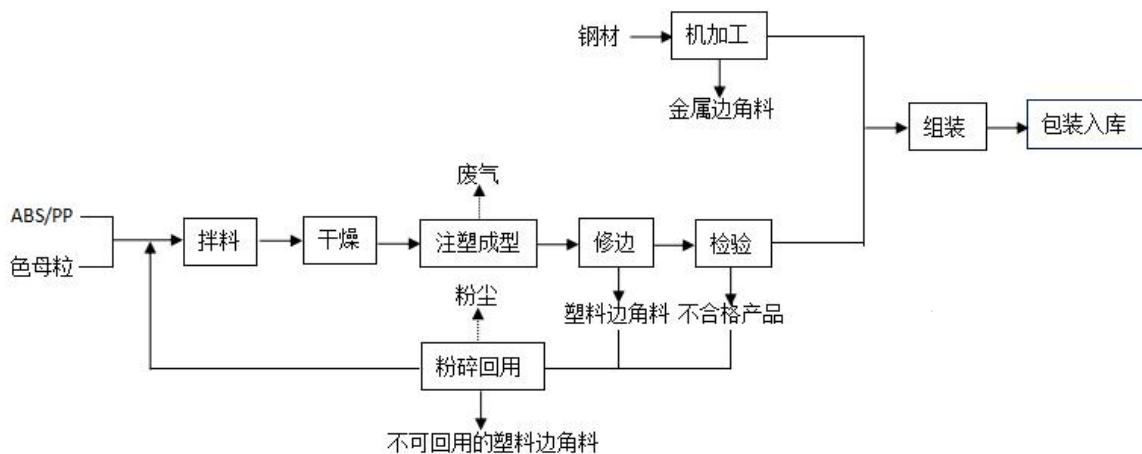 钢材
机加工
金属边角料
组装
包装入库
废气
ABS/PP
色母粒
拌料
干燥
注塑成型
修边
检验
粉尘
塑料边角料
不合格产品
粉碎回用
不可回用的塑料边角料